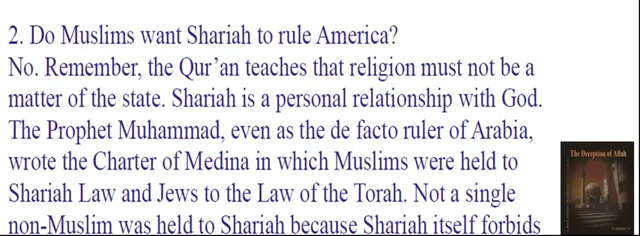 2. Do Muslims want Shariah to rule America?
No. Remember, the Qur’an teaches that religion must not be a
matter of the state. Shariah is a personal relationship with God.
The Prophet Muhammad, even as the de facto ruler of Arabia,
wrote the Charter of Medina in which Muslims were held to
Shariah Law and Jews to the Law of the Torah. Not a single
non-Muslim was held to Shariah because Shariah itself forbids
The Deception of Allah